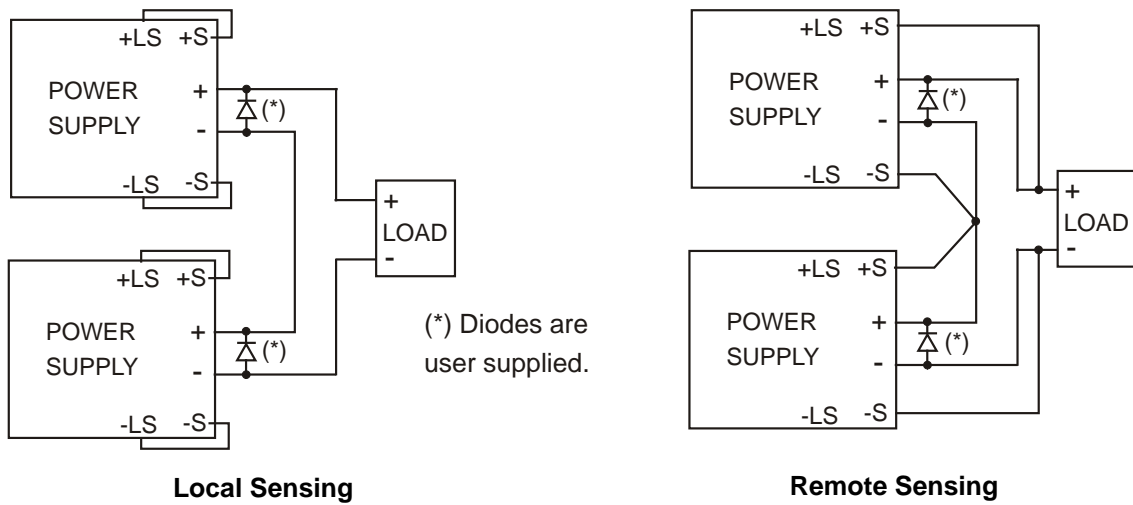 +LS +S
POWER
SUPPLY
+
-
(*)
-LS -S
+
LOAD
-
+LS +S
POWER
SUPPLY
+
-
(*)
-LS -S
(*) Diodes are
user supplied.
Local Sensing
+LS +S
POWER
SUPPLY
+
-
(*)
-LS -S
+
LOAD
-
+LS +S
POWER
SUPPLY
+
-
(*)
-LS -S
Remote Sensing